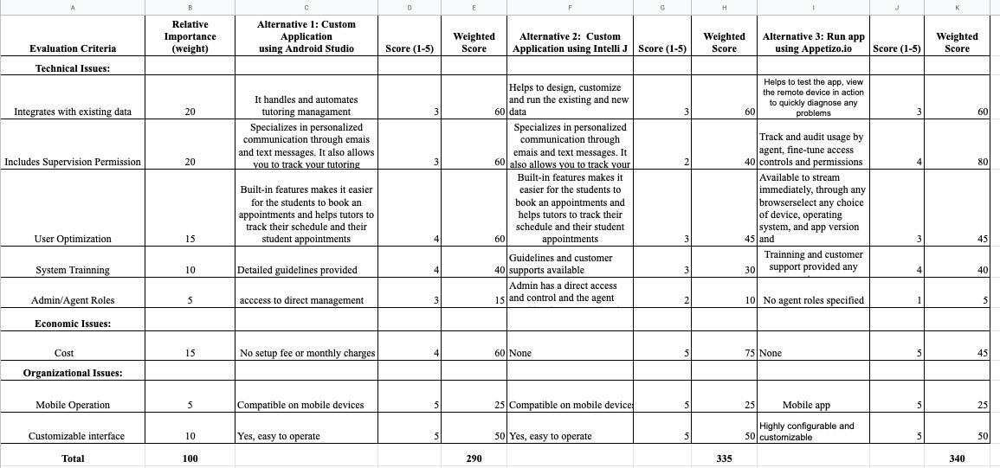 A B C D E F G H I J K
Evaluation Criteria
Relative
Importance
(weight)
Alternative 1: Custom
Application
using Android Studio
Score (1-5)
Weighted
Score
Alternative 2: Custom
Application using Intelli J
Score (1-5)
Weighted
Score
Alternative 3: Run app
using Appetizo.io
Score (1-5)
Weighted
Score
Technical Issues:
Integrates with existing data
20
It handles and automates
tutoring managament
3
60
Helps to design, customize
and run the existing and new
data
3
60
Helps to test the app, view
the remote device in action
to quickly diagnose any
problems
3
60
Includes Supervision Permission
20
Specializes in personalized
communication through emais
and text messages. It also allows
you to track your tutoring
3
60
Specializes in personalized
communication through
emais and text messages. It
also allows you to track your
2
40
Track and audit usage by
agent, fine-tune access
controls and permissions
4
80
User Optimization
15
Built-in features makes it easier
for the students to book an
appointments and helps tutors to
track their schedule and their
student appointments
4
60
Built-in features makes it
easier for the students to
book an appointments and
helps tutors to track their
schedule and their student
appointments
3
45
Available to stream
immediately, through any
browserselect any choice
of device, operating
system, and app version
and
3
45
System Trainning
10
Detailed guidelines provided
4
40
Guidelines and customer
supports available
3
30
Trainning and customer
support provided any
4
40
Admin/Agent Roles
5
acccess to direct management
3
15
Admin has a direct access
and control and the agent
2
10
No agent roles specified
1
5
Economic Issues:
Cost
15
No setup fee or monthly charges
4
60
None
5
75
None
5
45
Organizational Issues:
Mobile Operation
5
Compatible on mobile devices
5
25
Compatible on mobile devices
5
25
Mobile app
5
25
Customizable interface
10
Yes, easy to operate
5
50
Yes, easy to operate
5
50
Highly configurable and
customizable
5
50
Total
100
290
335
340